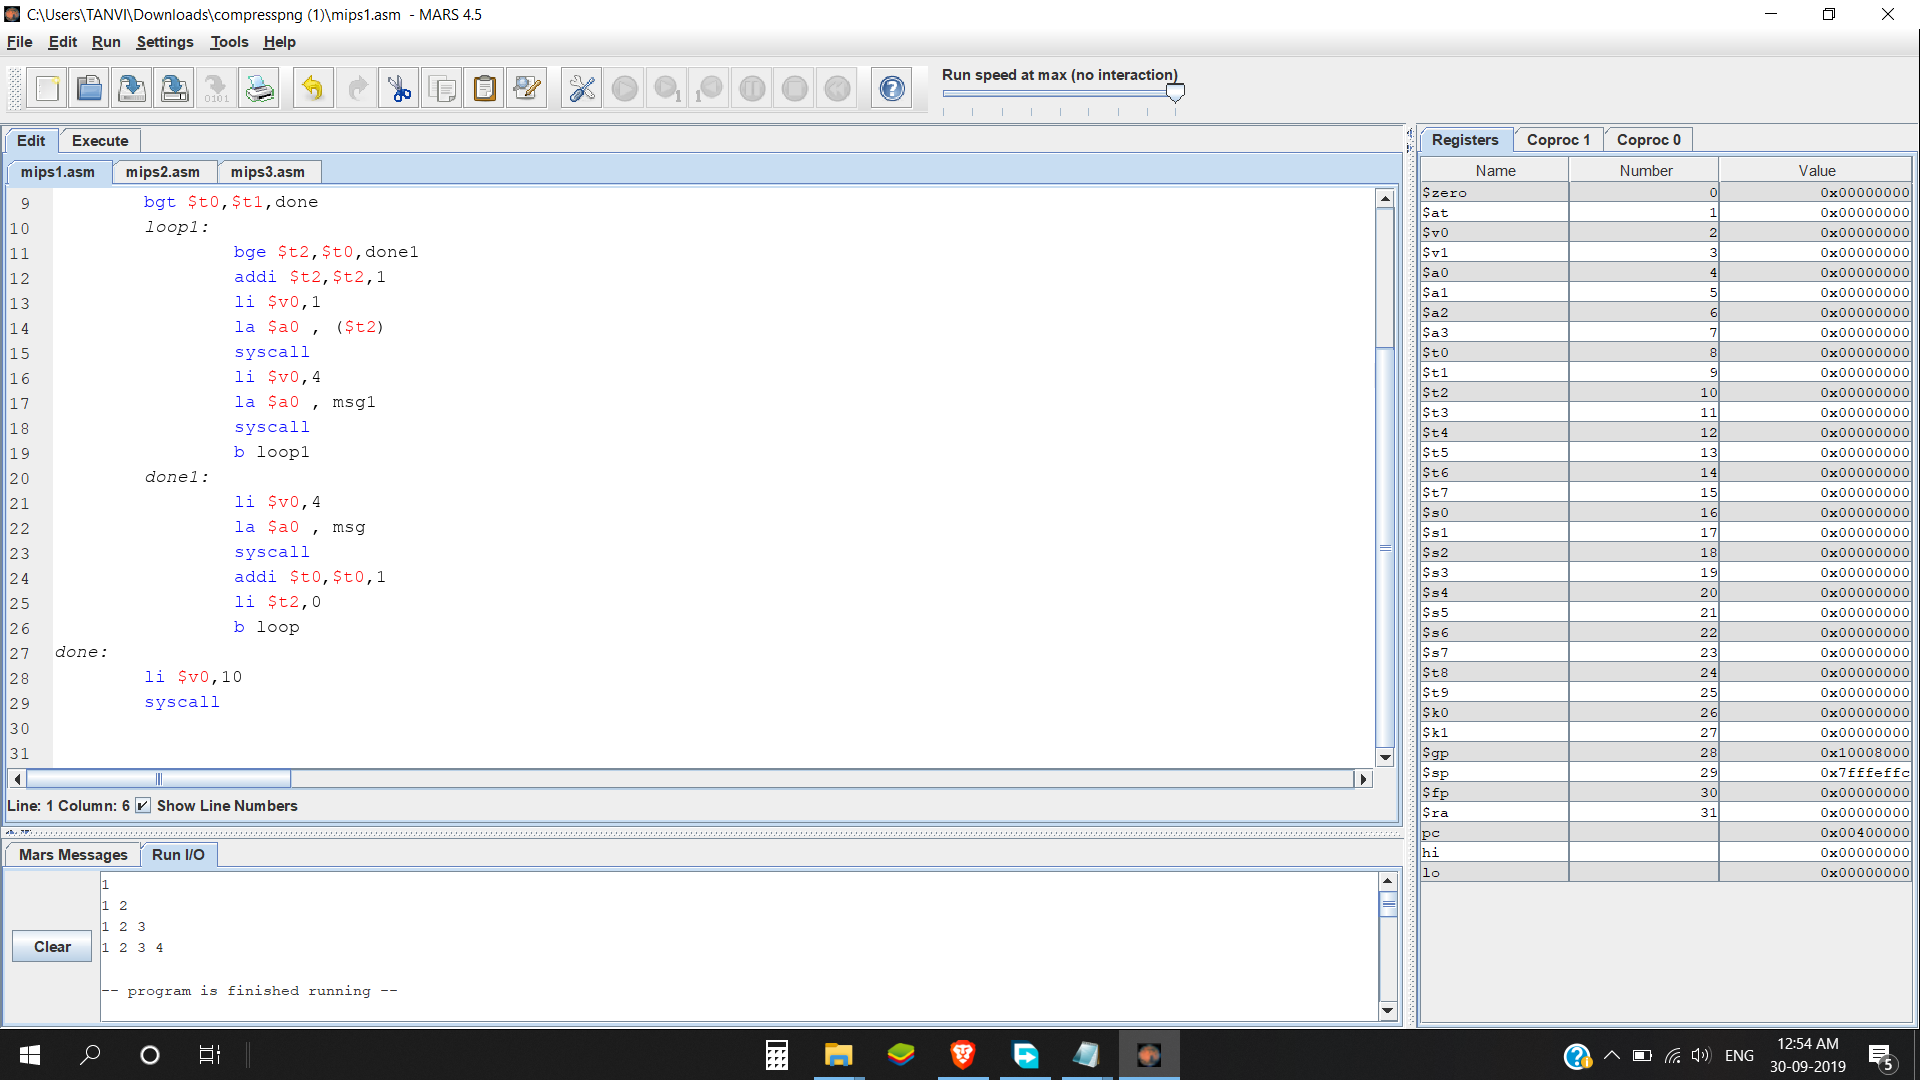 C:\Users\TANVI\Downloads\compresspng (1)\mips1.asm - MARS 4.5
File Edit Run Settings Tools Help
Run speed at max (no interaction)
Edit Execute
mips1.asm mips2.asm mips3.asm
9 bgt $t0,$t1,done
10 loop1:
11 bge $t2,$t0,done1
12 addi $t2,$t2,1
13 li $v0,1
14 la $a0 , ($t2)
15 syscall
16 li $v0,4
17 la $a0 , msg1
18 syscall
19 b loop1
20 done1:
21 li $v0,4
22 la $a0 , msg
23 syscall
24 addi $t0,$t0,1
25 li $t2,0
26 b loop
27 done:
28 li $v0,10
29 syscall
30
31
Line: 1 Column: 6 Show Line Numbers
Mars Messages Run I/O
Clear
1
1 2
1 2 3
1 2 3 4
-- program is finished running --
Registers Coproc 1 Coproc 0
Name Number Value
$zero 0 0x00000000
$at 1 0x00000000
$v0 2 0x00000000
$v1 3 0x00000000
$a0 4 0x00000000
$a1 5 0x00000000
$a2 6 0x00000000
$a3 7 0x00000000
$t0 8 0x00000000
$t1 9 0x00000000
$t2 10 0x00000000
$t3 11 0x00000000
$t4 12 0x00000000
$t5 13 0x00000000
$t6 14 0x00000000
$t7 15 0x00000000
$s0 16 0x00000000
$s1 17 0x00000000
$s2 18 0x00000000
$s3 19 0x00000000
$s4 20 0x00000000
$s5 21 0x00000000
$s6 22 0x00000000
$s7 23 0x00000000
$t8 24 0x00000000
$t9 25 0x00000000
$k0 26 0x00000000
$k1 27 0x00000000
$gp 28 0x10008000
$sp 29 0x7fffeffc
$fp 30 0x00000000
$ra 31 0x00000000
pc 0x00400000
hi 0x00000000
lo 0x00000000
ENG
12:54 AM
30-09-2019
5